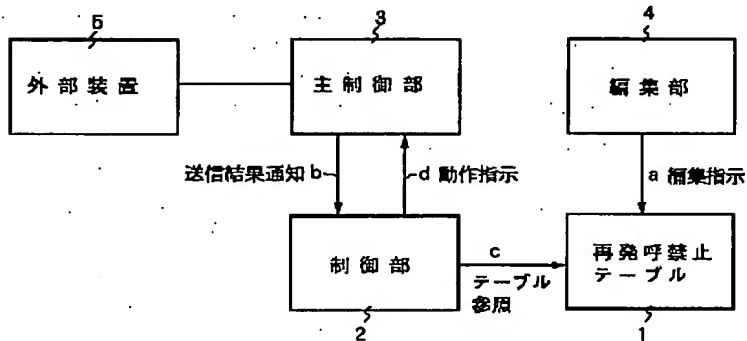 5
3
4
外部装置
主制御部
編集部
送信結果通知 b
d 動作指示
a 編集指示
制御部
c
テーブル
参照
再発呼禁止
テーブル
2
1